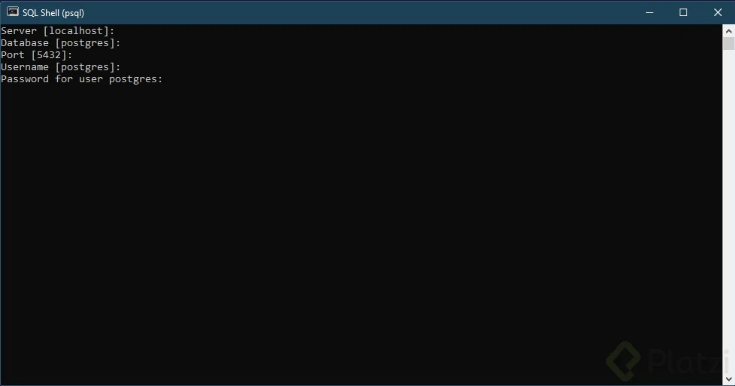 SQL Shell (psql)
Server [localhost]:
Database [postgres]:
Port [5432]:
Username [postgres]:
Password for user postgres:
Platzi